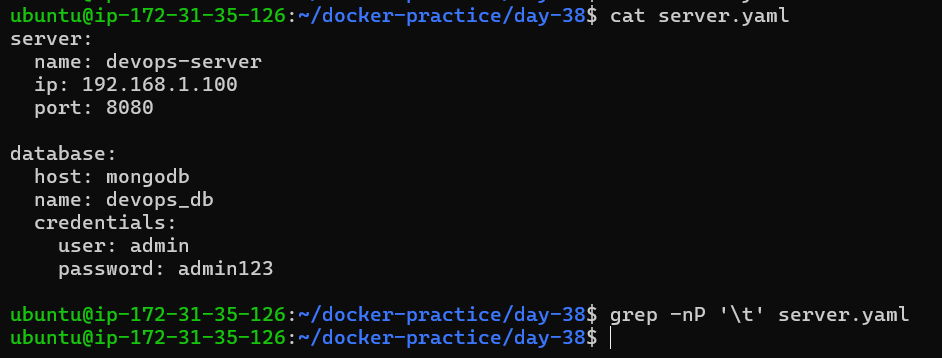 ubuntu@ip-172-31-35-126:~/docker-practice/day-38$ cat server.yaml
server:
  name: devops-server
  ip: 192.168.1.100
  port: 8080

database:
  host: mongodb
  name: devops_db
  credentials:
    user: admin
    password: admin123

ubuntu@ip-172-31-35-126:~/docker-practice/day-38$ grep -nP '\t' server.yaml
ubuntu@ip-172-31-35-126:~/docker-practice/day-38$